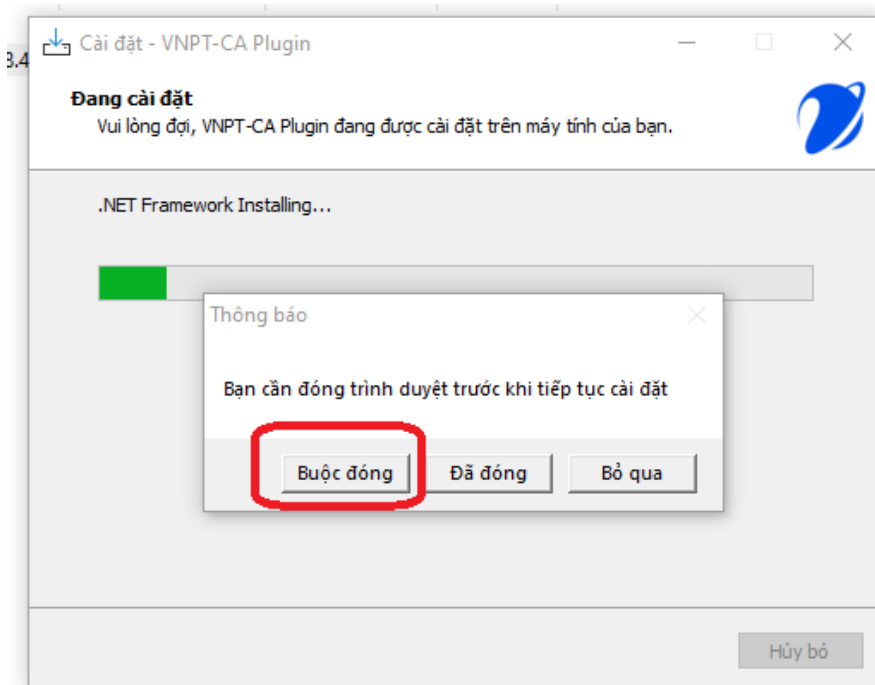 Cài đặt - VNPT-CA Plugin
3.4
Đang cài đặt
Vui lòng đợi, VNPT-CA Plugin đang được cài đặt trên máy tính của bạn.
.NET Framework Installing...
Thông báo
Bạn cần đóng trình duyệt trước khi tiếp tục cài đặt
Buộc đóng
Đã đóng
Bỏ qua
Hủy bỏ